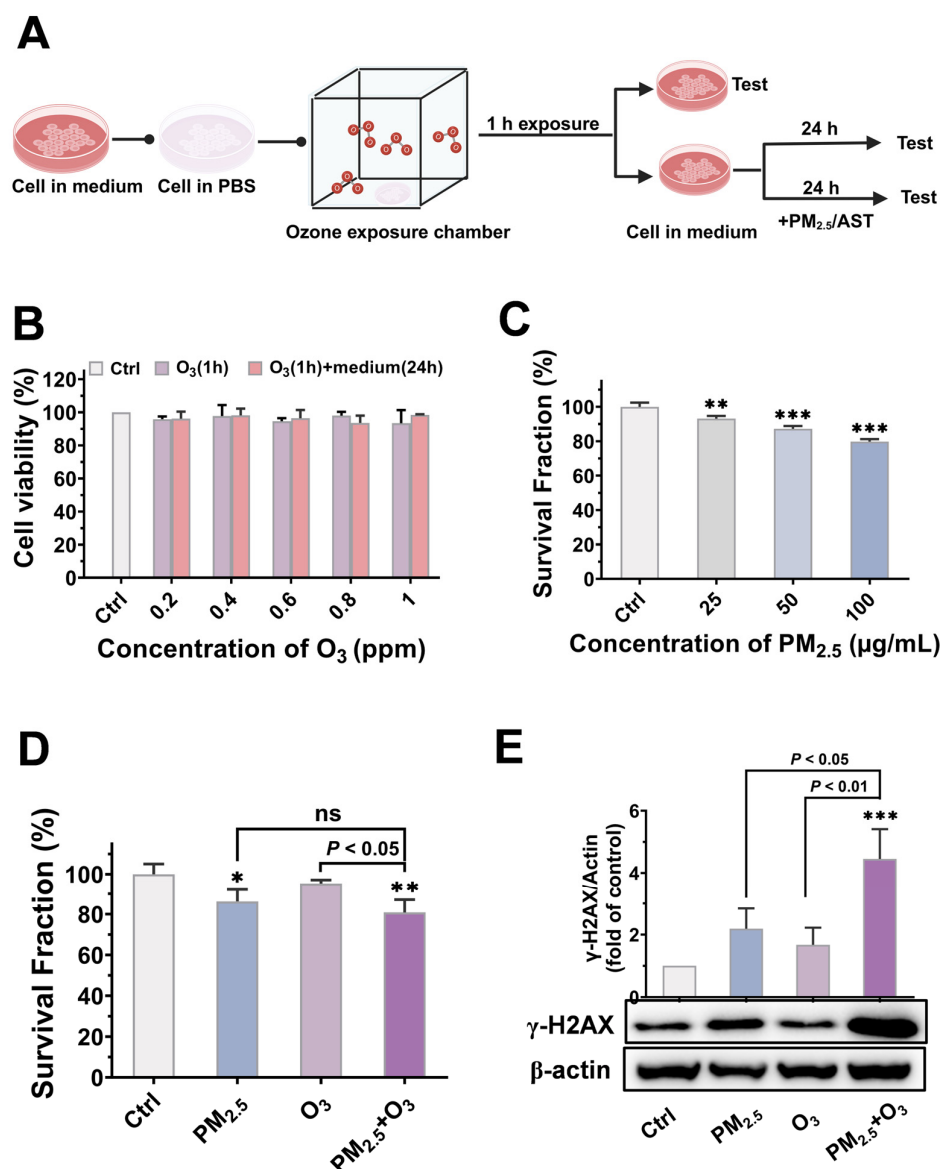 A
Cell in medium
Cell in PBS
O O O
O O O
O O O
O O O
Ozone exposure chamber
1 h exposure
Test
Cell in medium
24 h
Test
24 h
+PM₂.₅/AST
Test
B
Ctrl O₃(1h) O₃(1h)+medium(24h)
Cell viability (%)
120
100
80
60
40
20
0
Ctrl 0.2 0.4 0.6 0.8 1
Concentration of O₃ (ppm)
C
Survival Fraction (%)
100
80
60
40
20
0
** *** ***
Ctrl 25 50 100
Concentration of PM₂.₅ (μg/mL)
D
Survival Fraction (%)
100
80
60
40
20
0
ns
P < 0.05
* **
Ctrl PM₂.₅ O₃ PM₂.₅+O₃
E
P < 0.05
P < 0.01
***
γ-H2AX/Actin
(fold of control)
6
4
2
0
γ-H2AX
β-actin
Ctrl PM₂.₅ O₃ PM₂.₅+O₃